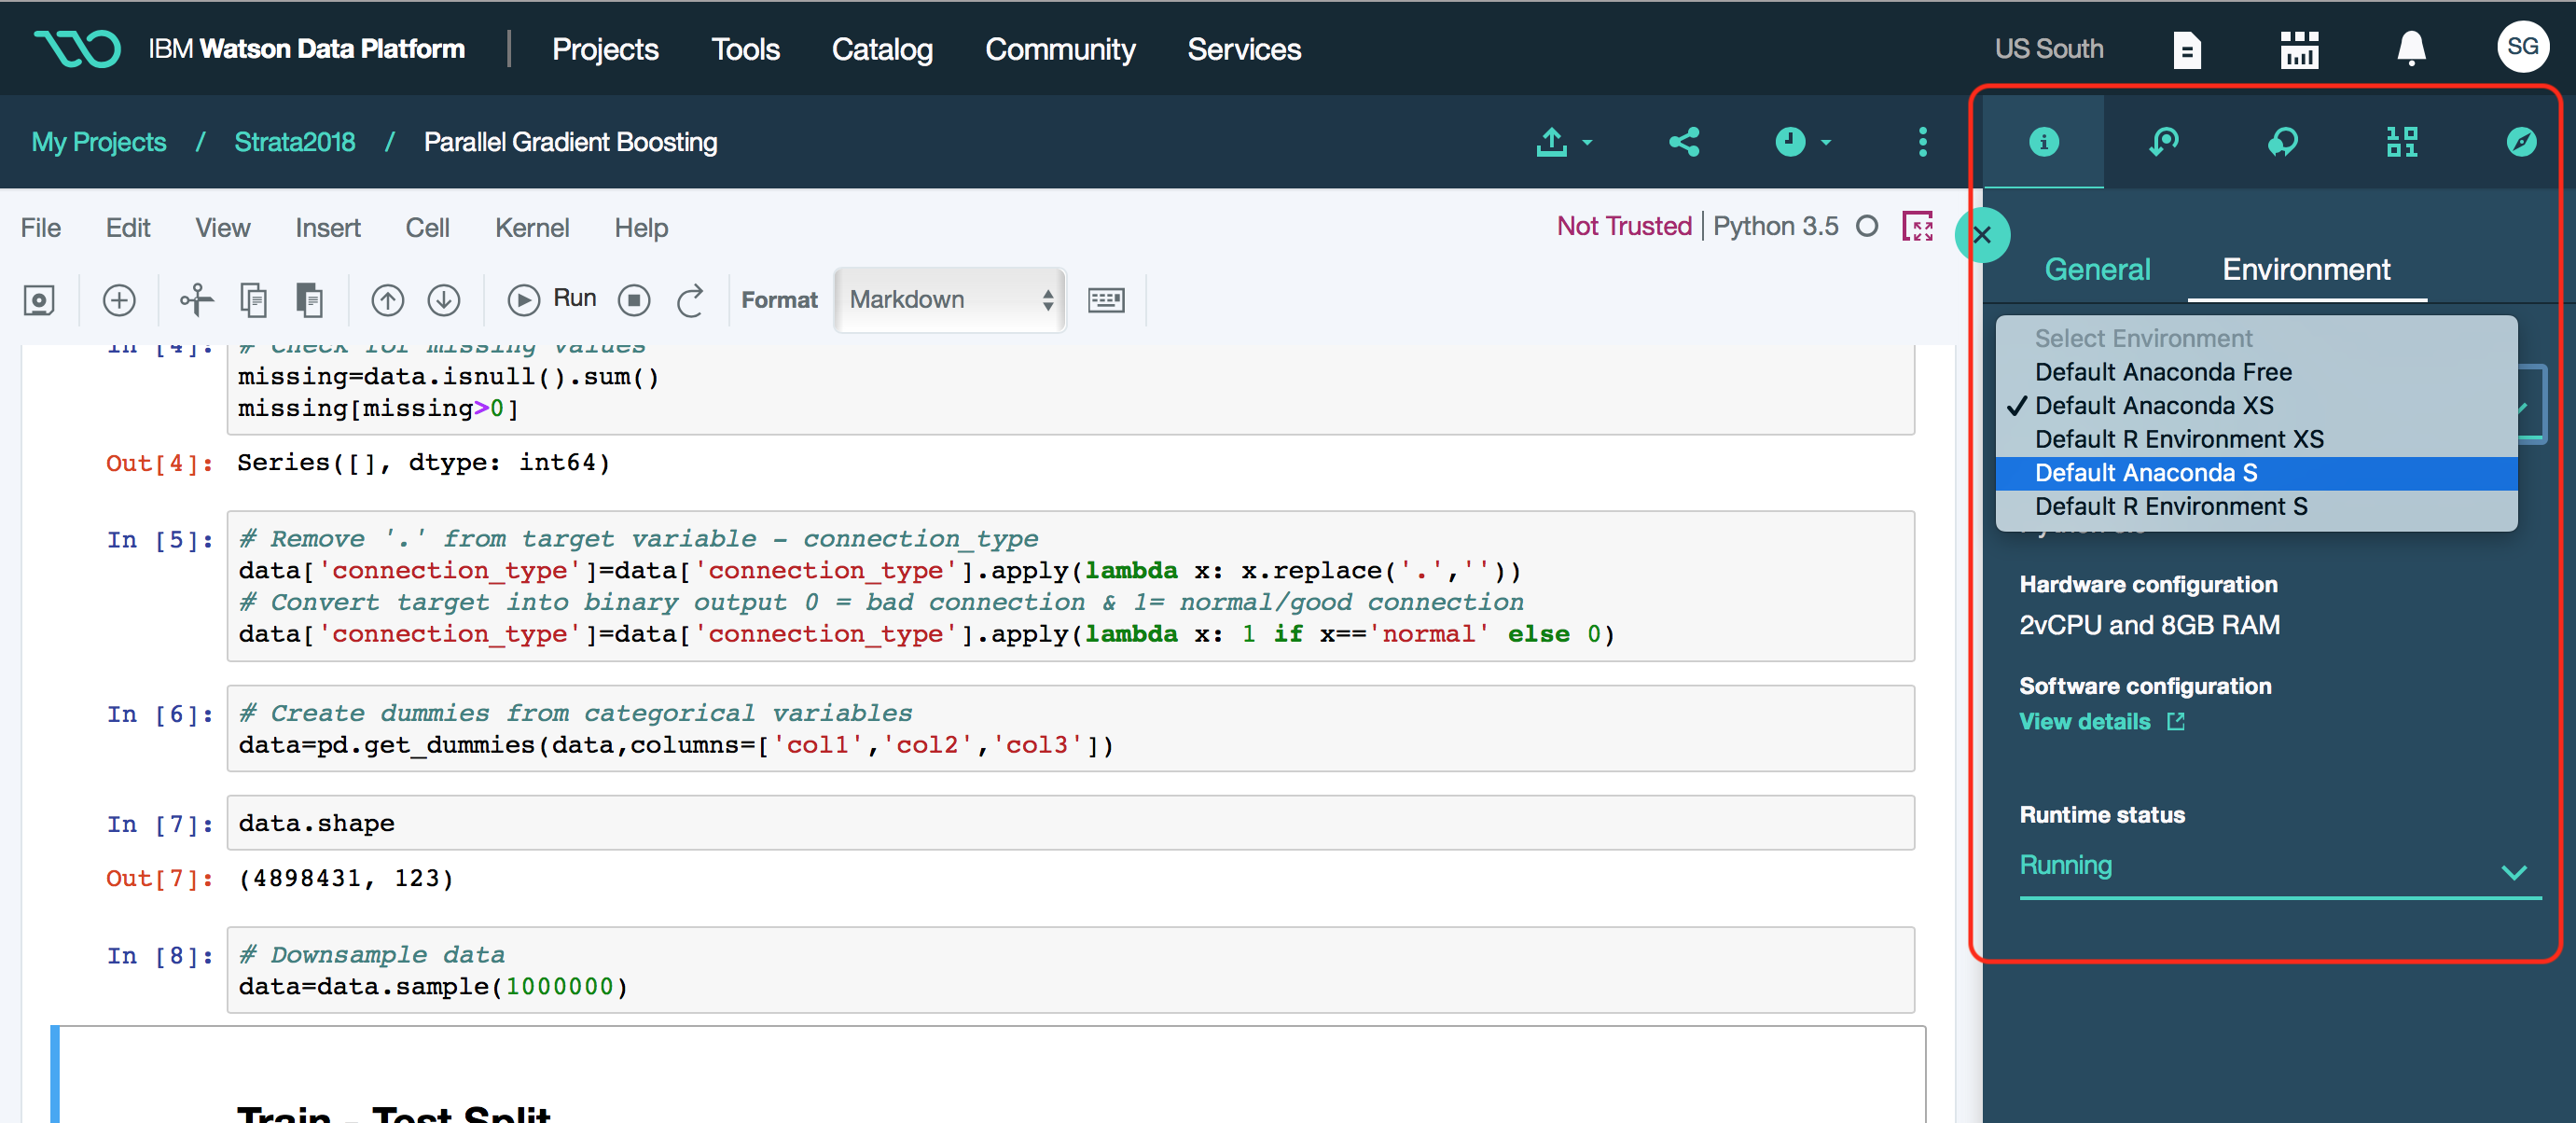 IBM Watson Data Platform | Projects Tools Catalog Community Services US South SG
My Projects / Strata2018 / Parallel Gradient Boosting
File Edit View Insert Cell Kernel Help Not Trusted | Python 3.5
Run Format Markdown
In [4]: # Check for missing values
missing=data.isnull().sum()
missing[missing>0]
Out[4]: Series([], dtype: int64)
In [5]: # Remove '.' from target variable - connection_type
data['connection_type']=data['connection_type'].apply(lambda x: x.replace('.',''))
# Convert target into binary output 0 = bad connection & 1= normal/good connection
data['connection_type']=data['connection_type'].apply(lambda x: 1 if x=='normal' else 0)
In [6]: # Create dummies from categorical variables
data=pd.get_dummies(data,columns=['col1','col2','col3'])
In [7]: data.shape
Out[7]: (4898431, 123)
In [8]: # Downsample data
data=data.sample(1000000)
Train - Test Split
General Environment
Select Environment
Default Anaconda Free
✓ Default Anaconda XS
Default R Environment XS
Default Anaconda S
Default R Environment S
Hardware configuration
2vCPU and 8GB RAM
Software configuration
View details
Runtime status
Running